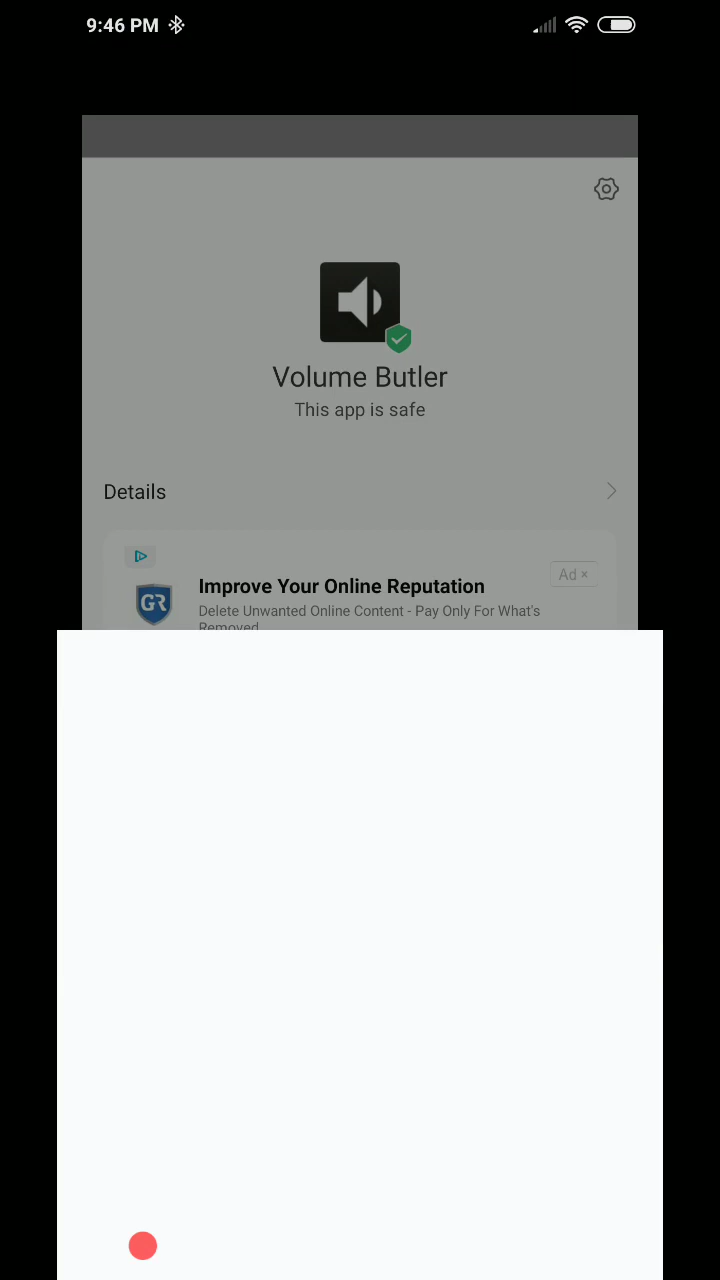 9:46 PM
Volume Butler
This app is safe
Details
Ad ×
GR
Improve Your Online Reputation
Delete Unwanted Online Content - Pay Only For What's
Removed